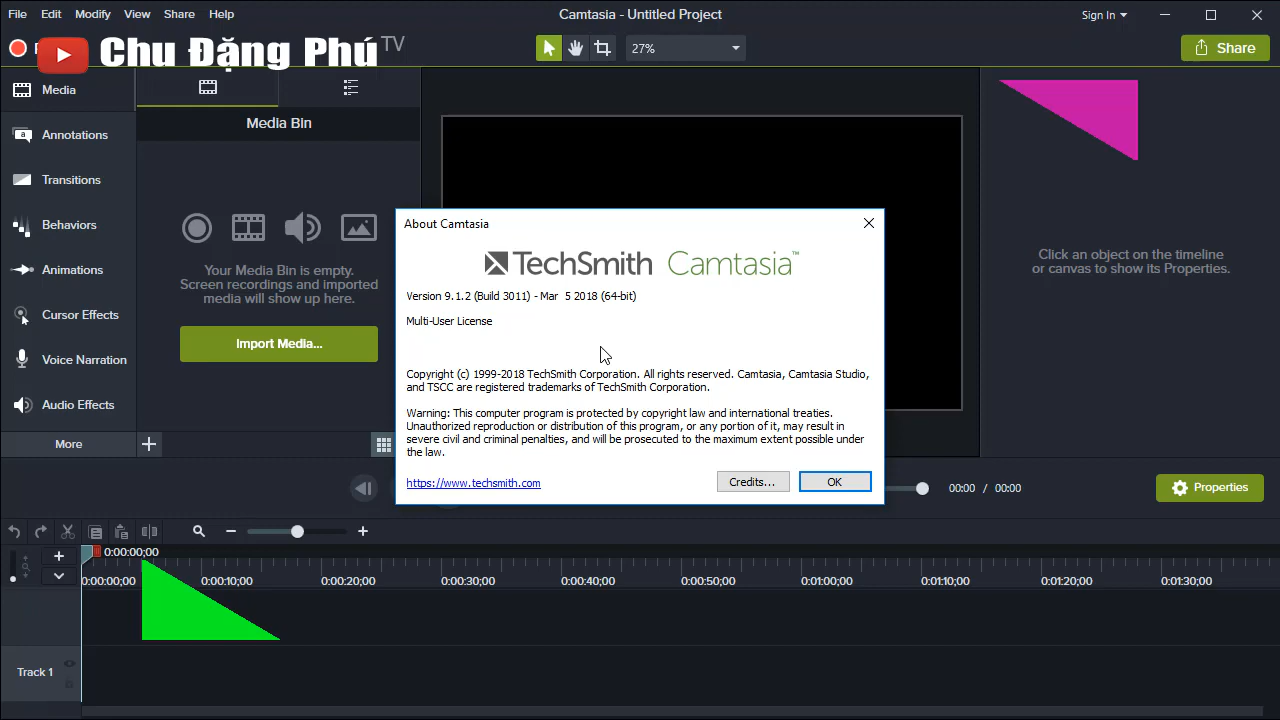 File Edit Modify View Share Help
Camtasia - Untitled Project
Sign In
Chu Đặng Phú TV
27%
Share
Media
Annotations
Transitions
Behaviors
Animations
Cursor Effects
Voice Narration
Audio Effects
More
Media Bin
Your Media Bin is empty.
Screen recordings and imported
media will show up here.
Import Media...
Click an object on the timeline
or canvas to show its Properties.
About Camtasia
TechSmith Camtasia™
Version 9.1.2 (Build 3011) - Mar 5 2018 (64-bit)
Multi-User License
Copyright (c) 1999-2018 TechSmith Corporation. All rights reserved. Camtasia, Camtasia Studio,
and TSCC are registered trademarks of TechSmith Corporation.
Warning: This computer program is protected by copyright law and international treaties.
Unauthorized reproduction or distribution of this program, or any portion of it, may result in
severe civil and criminal penalties, and will be prosecuted to the maximum extent possible under
the law.
https://www.techsmith.com
Credits...
OK
00:00 / 00:00
Properties
0:00:00;00
0:00:00;00 0:00:10;00 0:00:20;00 0:00:30;00 0:00:40;00 0:00:50;00 0:01:00;00 0:01:10;00 0:01:20;00 0:01:30;00
Track 1